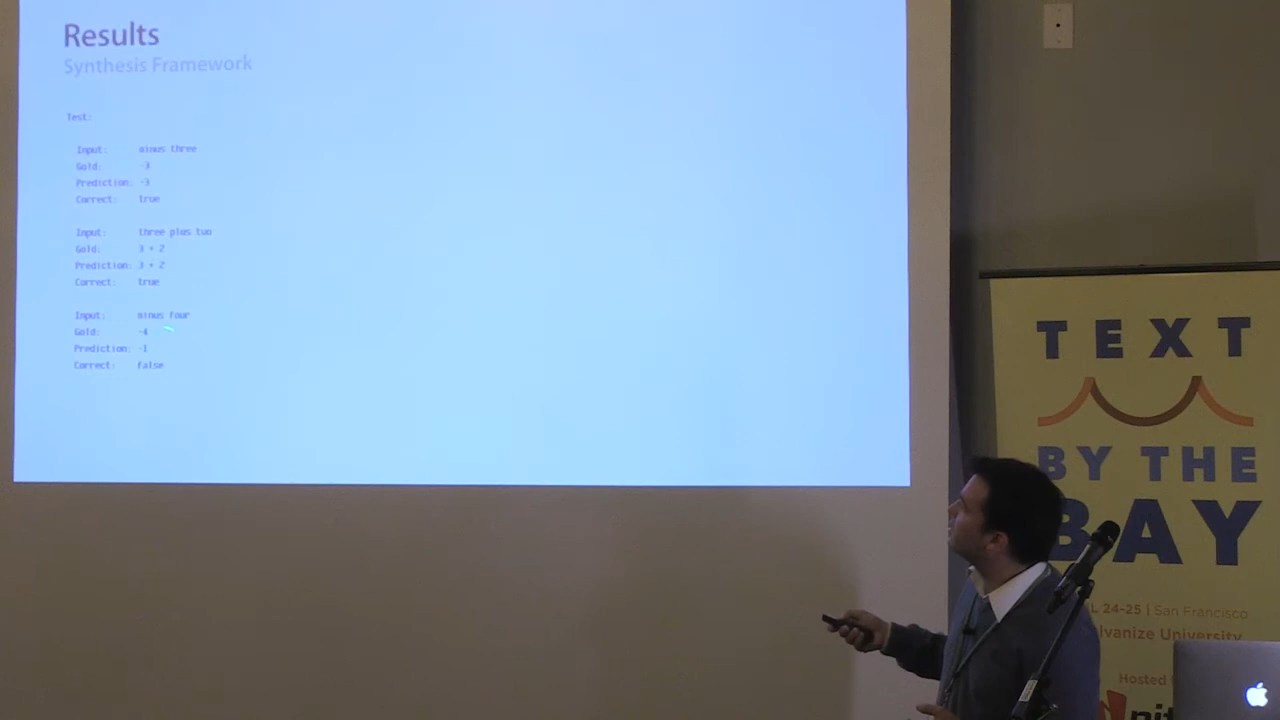 Results
Synthesis Framework
Test:
Input: minus three
Gold: -3
Prediction: -3
Correct: true
Input: three plus two
Gold: 3 + 2
Prediction: 3 + 2
Correct: true
Input: minus four
Gold: -4
Prediction: -1
Correct: false
TEXT
BY THE
BAY
24-25 | San Francisco
University
Hosted